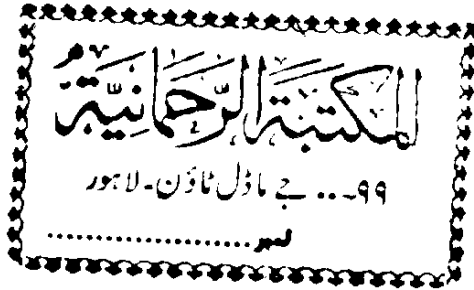 المكتبة الرحمانية
۹۹... جے ماڈل ٹاؤن۔ لاہور
نمبر ........................